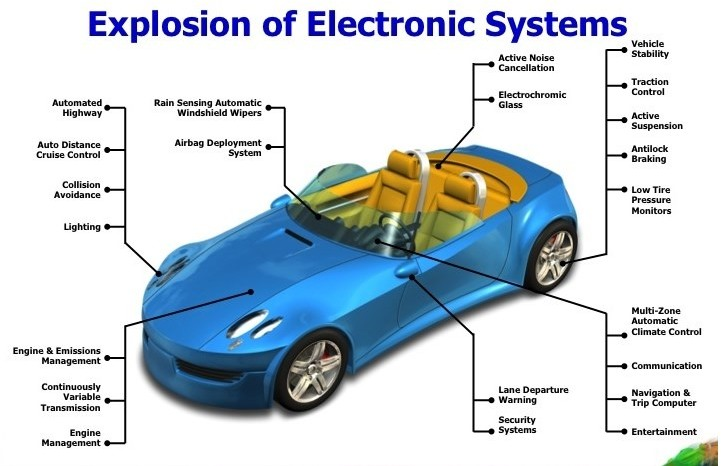 Explosion of Electronic Systems
Automated
Highway
Auto Distance
Cruise Control
Collision
Avoidance
Lighting
Rain Sensing Automatic
Windshield Wipers
Airbag Deployment
System
Active Noise
Cancellation
Electrochromic
Glass
Vehicle
Stability
Traction
Control
Active
Suspension
Antilock
Braking
Low Tire
Pressure
Monitors
Engine & Emissions
Management
Continuously
Variable
Transmission
Engine
Management
Lane Departure
Warning
Security
Systems
Multi-Zone
Automatic
Climate Control
Communication
Navigation &
Trip Computer
Entertainment